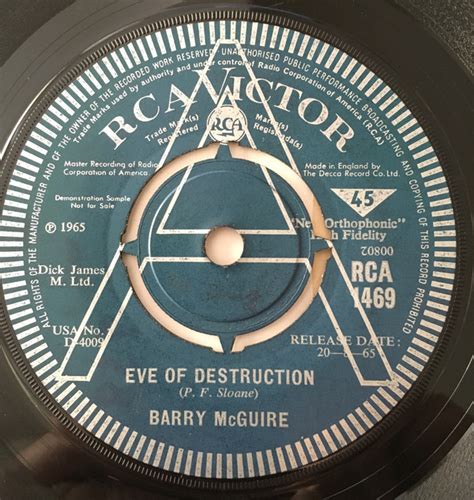 ALL RIGHTS OF THE MANUFACTURER AND OF THE OWNER OF THE RECORDED WORK RESERVED. UNAUTHORISED PUBLIC PERFORMANCE BROADCASTING AND COPYING OF THIS RECORD PROHIBITED
Trade Marks used by authority and under control of Radio Corporation of America (RCA)
RCA VICTOR
Trade Mark(s)
Registered
RCA
Marca(s)
Registrada(s)
Master Recording of Radio
Corporation of America.
Made in England by
The Decca Record Co. Ltd.
Demonstration Sample
Not for Sale
45
℗ 1965
"New Orthophonic"
High Fidelity
70800
Dick James
M. Ltd.
RCA
1469
USA No.:
D-4009
RELEASE DATE:
20-8-65
EVE OF DESTRUCTION
(P. F. Sloane)
BARRY McGUIRE